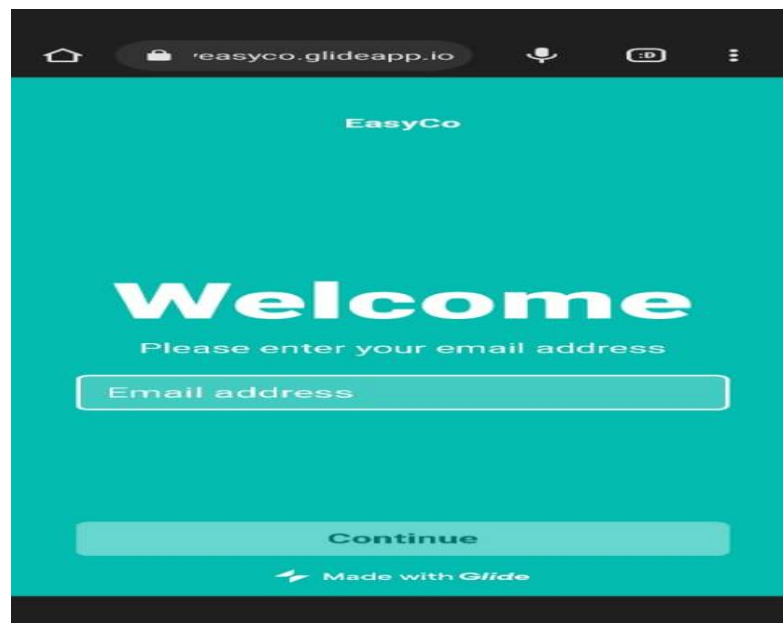 easyco.glideapp.io :D
EasyCo
Welcome
Please enter your email address
Email address
Continue
Made with Glide